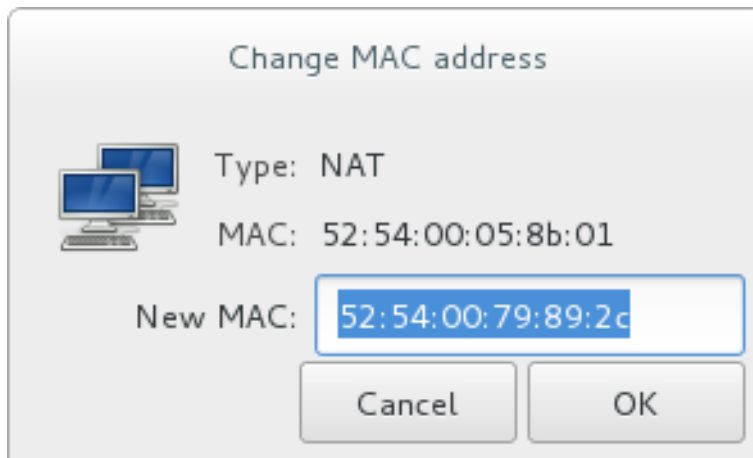 Change MAC address
Type: NAT
MAC: 52:54:00:05:8b:01
New MAC: 52:54:00:79:89:2c
Cancel OK